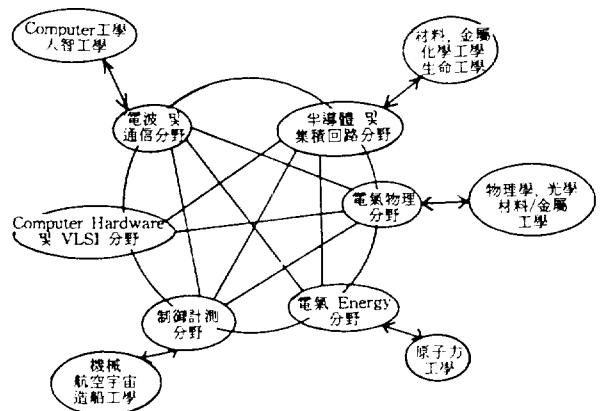 Computer工學
人智工學
材料, 金屬
化學工學
生命工學
電波 및
通信分野
半導體 및
集積回路分野
電氣物理
分野
物理學, 光學
材料/金屬
工學
Computer Hardware
및 VLSI 分野
制御計測
分野
電氣 Energy
分野
機械
航空宇宙
造船工學
原子力
工學